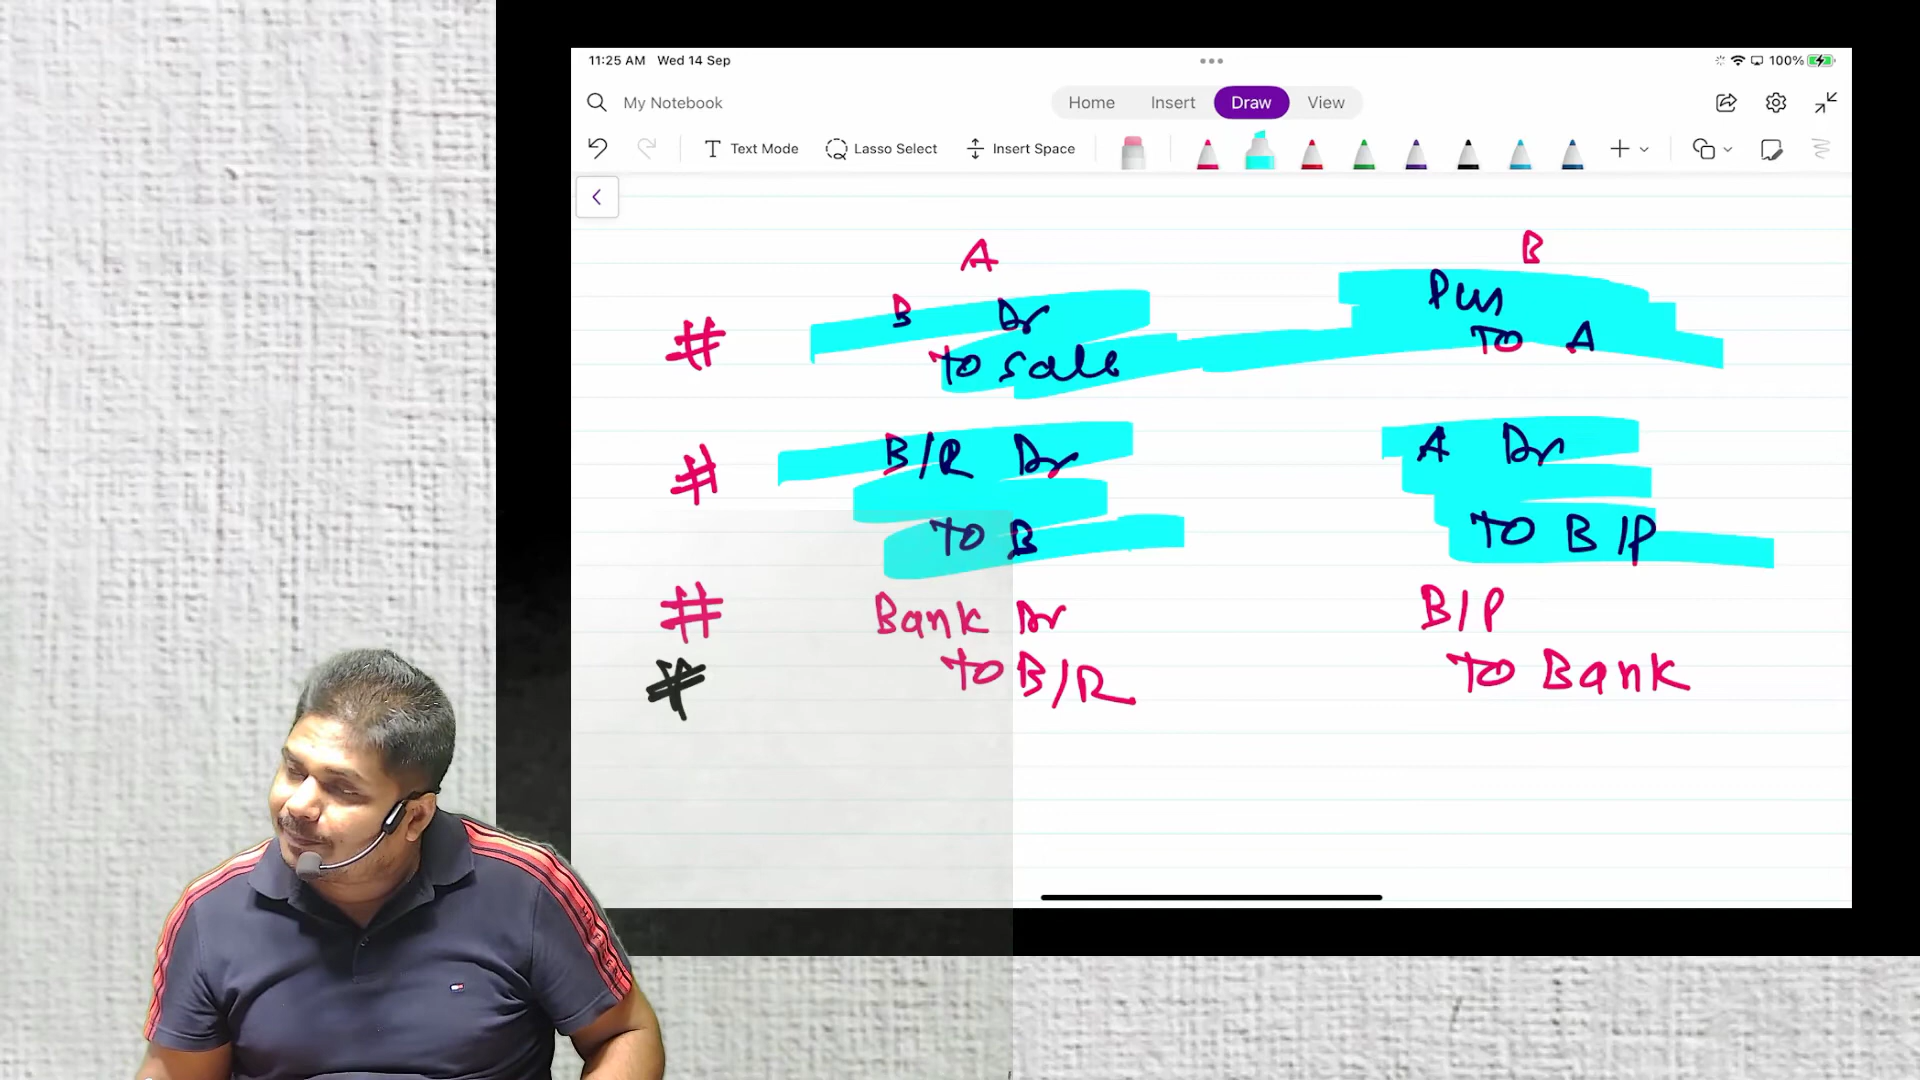 11:25 AM Wed 14 Sep
100%
My Notebook
Home Insert Draw View
Text Mode Lasso Select Insert Space
A B
# B Dr Pur
To Sale To A
# B/R Dr A Dr
To B To B/P
# Bank Dr B/P
# To B/R To Bank